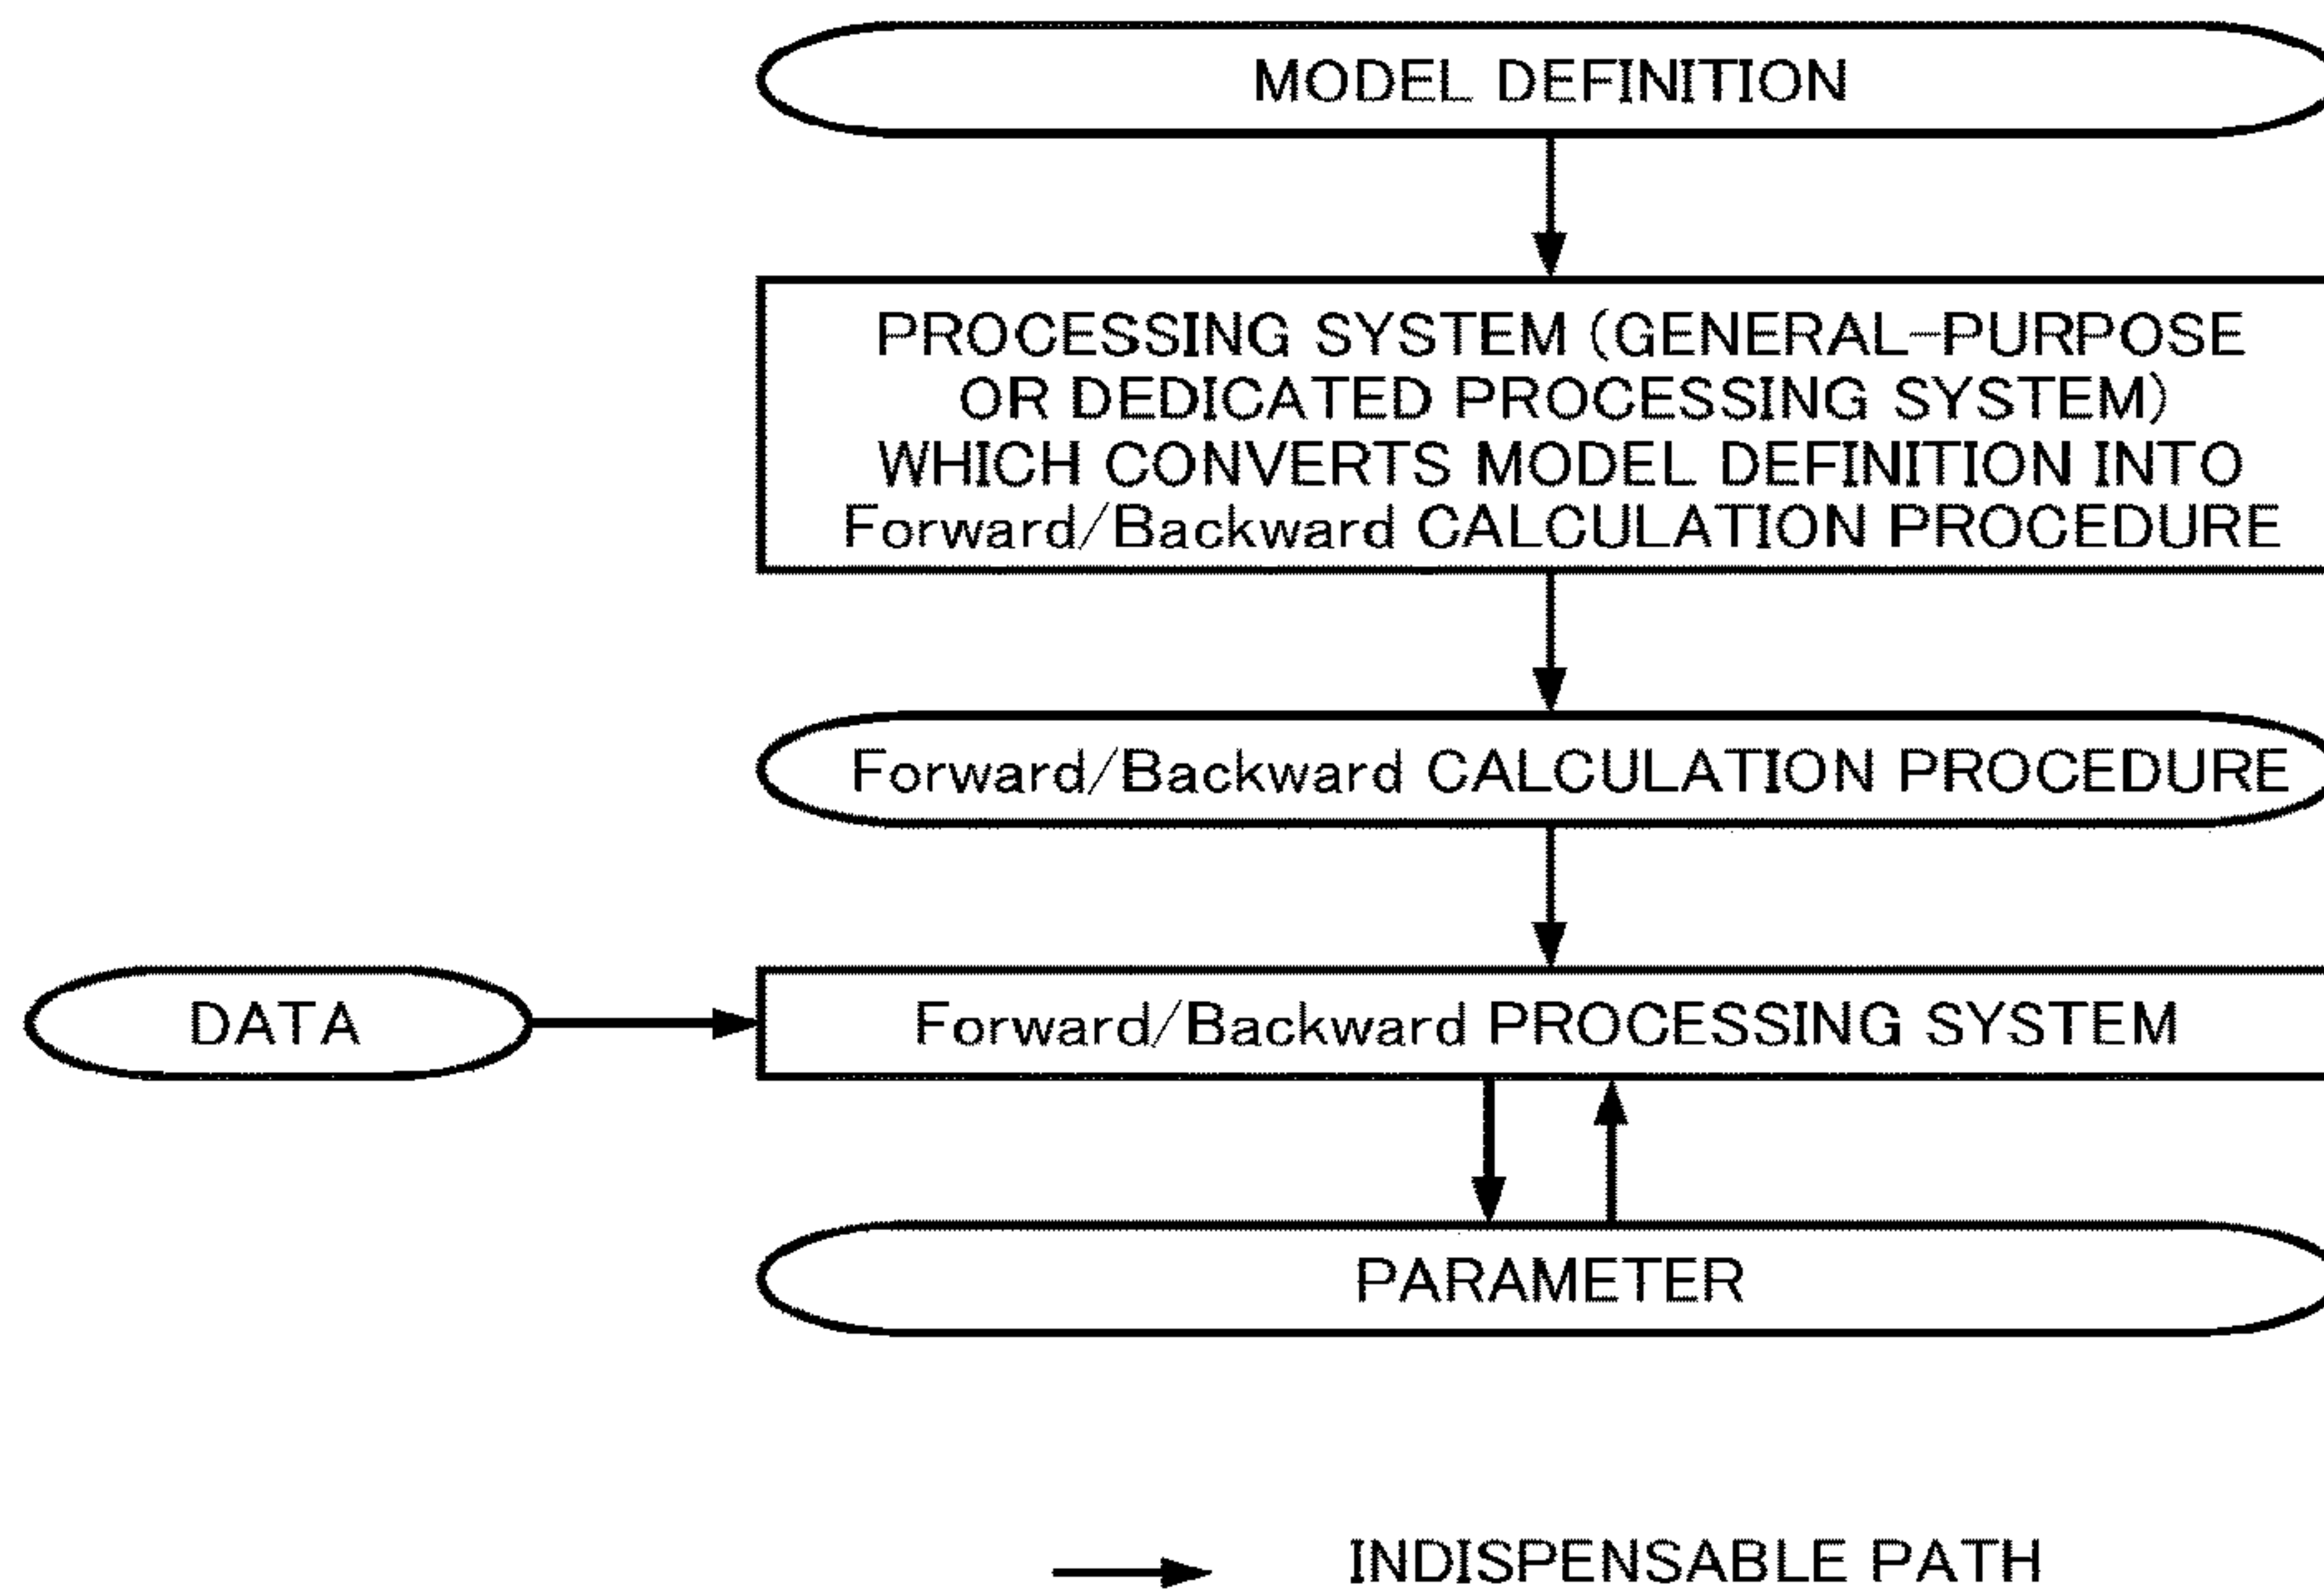 MODEL DEFINITION
PROCESSING SYSTEM (GENERAL-PURPOSE
OR DEDICATED PROCESSING SYSTEM)
WHICH CONVERTS MODEL DEFINITION INTO
Forward/Backward CALCULATION PROCEDURE
Forward/Backward CALCULATION PROCEDURE
DATA
Forward/Backward PROCESSING SYSTEM
PARAMETER
INDISPENSABLE PATH